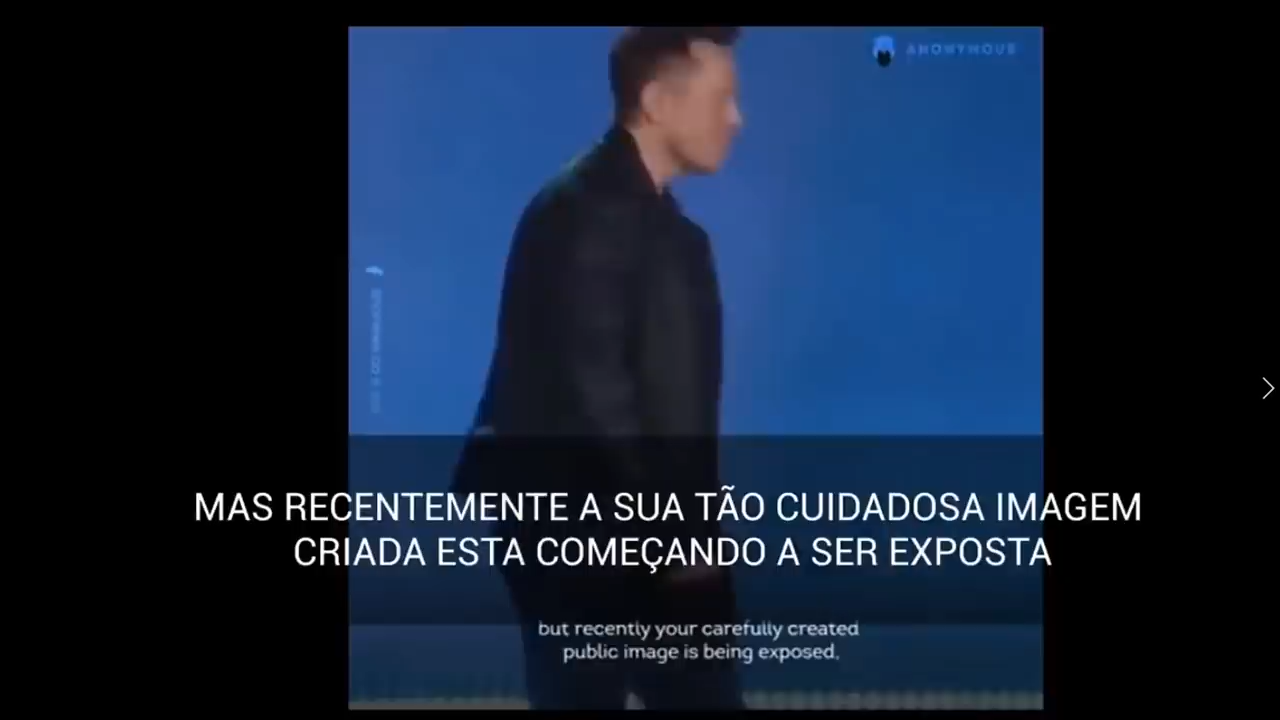 ANONYMOUS
MAS RECENTEMENTE A SUA TÃO CUIDADOSA IMAGEM
CRIADA ESTA COMEÇANDO A SER EXPOSTA
but recently your carefully created
public image is being exposed.